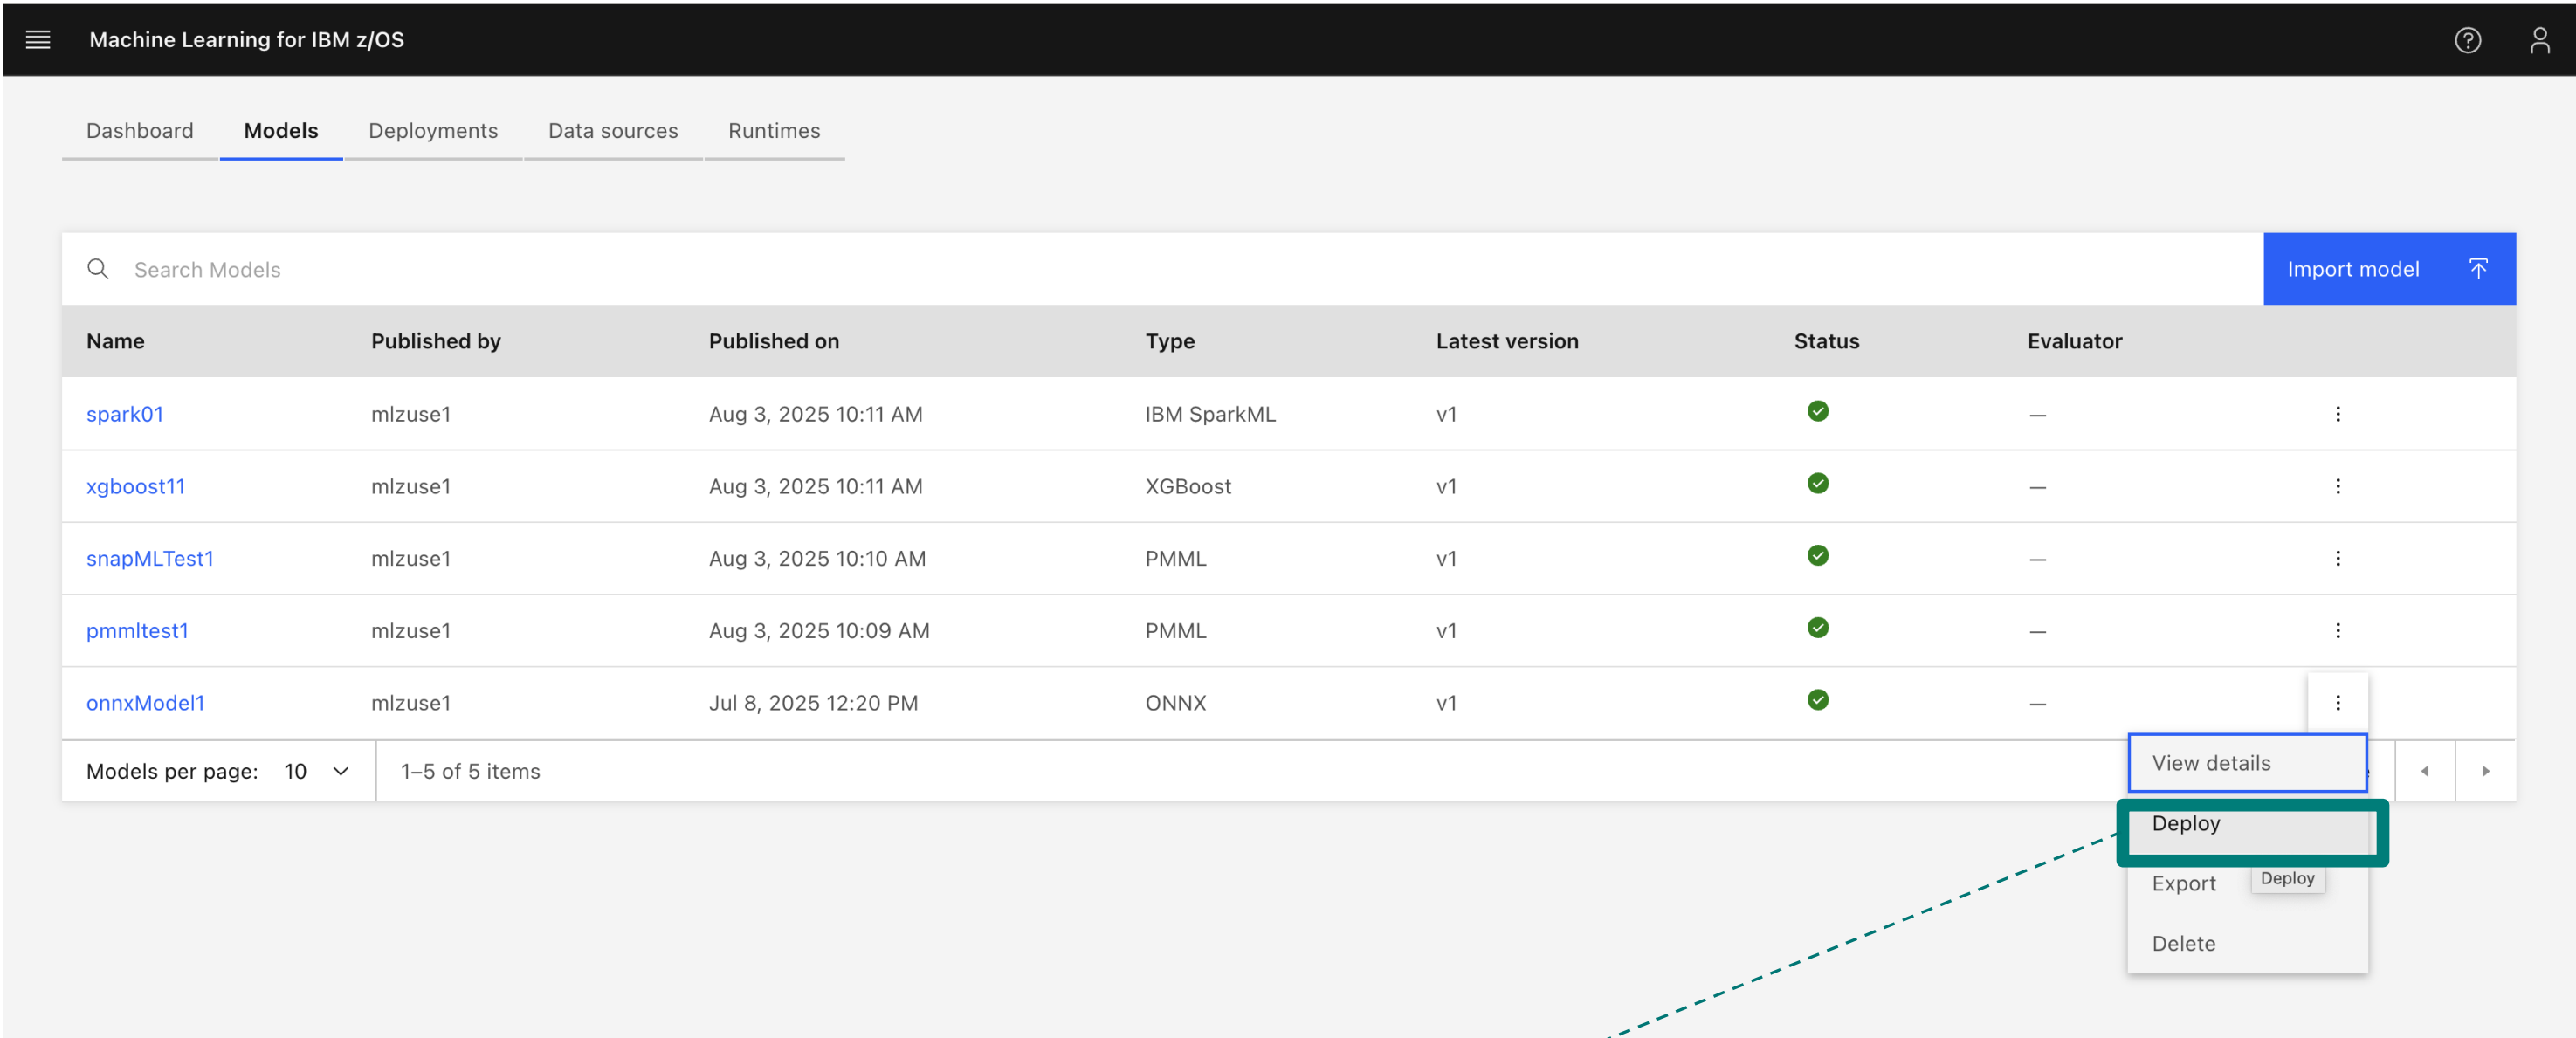 Machine Learning for IBM z/OS
Dashboard Models Deployments Data sources Runtimes
Search Models
Import model
Name Published by Published on Type Latest version Status Evaluator
spark01 mlzuse1 Aug 3, 2025 10:11 AM IBM SparkML v1 –
xgboost11 mlzuse1 Aug 3, 2025 10:11 AM XGBoost v1 –
snapMLTest1 mlzuse1 Aug 3, 2025 10:10 AM PMML v1 –
pmmltest1 mlzuse1 Aug 3, 2025 10:09 AM PMML v1 –
onnxModel1 mlzuse1 Jul 8, 2025 12:20 PM ONNX v1 –
Models per page: 10 1–5 of 5 items
View details
Deploy
Export
Deploy
Delete